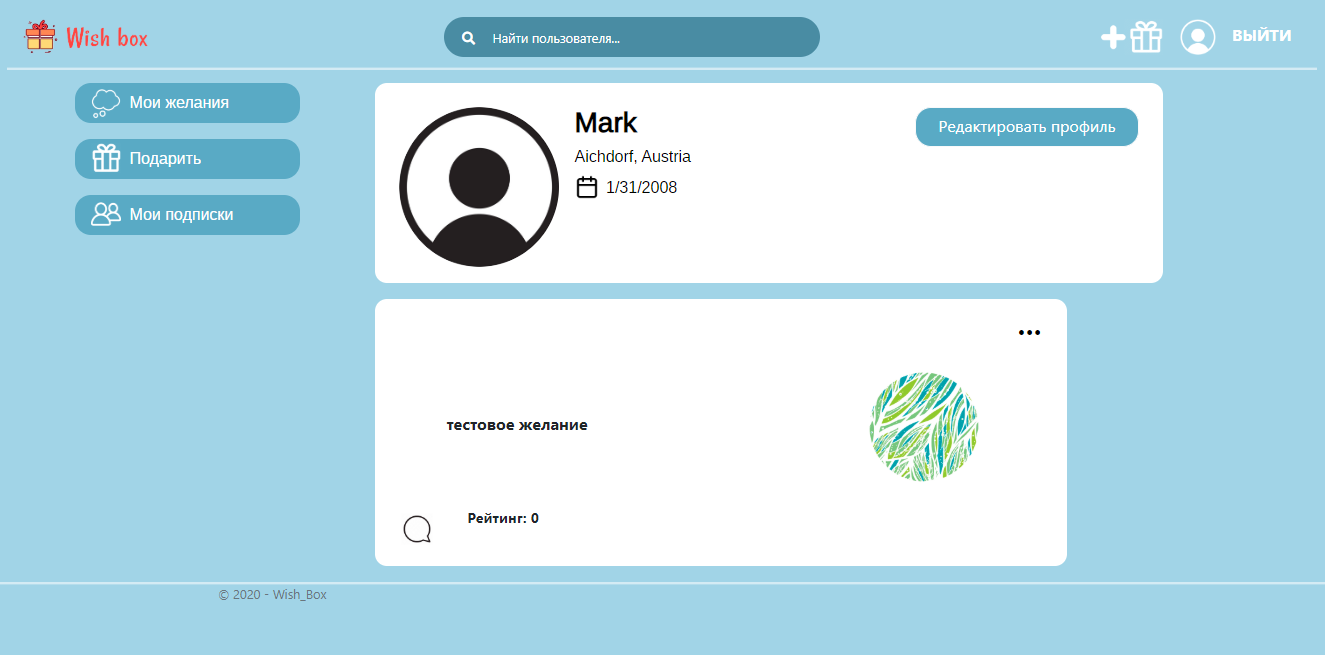 Wish box
Найти пользователя...
ВЫЙТИ
Мои желания
Подарить
Мои подписки
Mark
Редактировать профиль
Aichdorf, Austria
1/31/2008
тестовое желание
Рейтинг: 0
© 2020 - Wish_Box